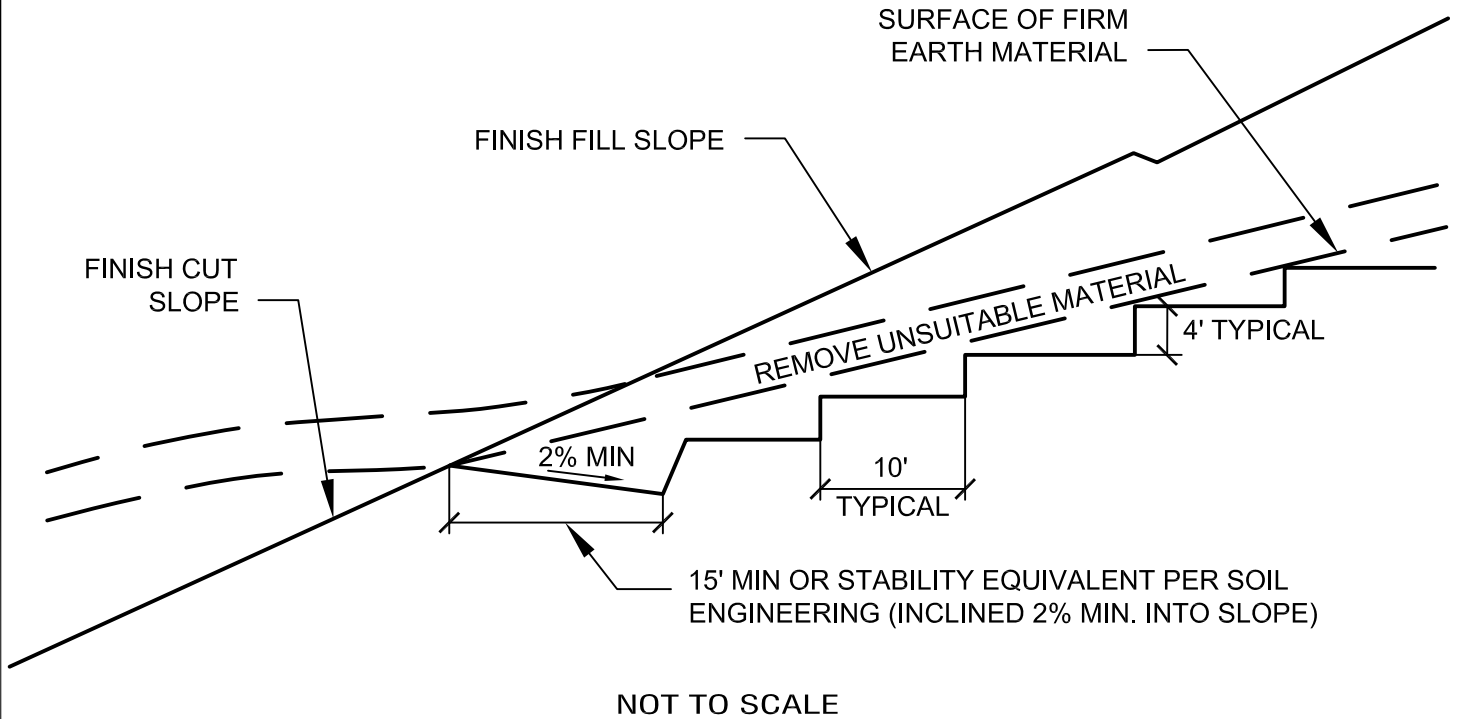 SURFACE OF FIRM
EARTH MATERIAL
FINISH FILL SLOPE
FINISH CUT
SLOPE
REMOVE UNSUITABLE MATERIAL
4' TYPICAL
2% MIN
10'
TYPICAL
15' MIN OR STABILITY EQUIVALENT PER SOIL
ENGINEERING (INCLINED 2% MIN. INTO SLOPE)
NOT TO SCALE